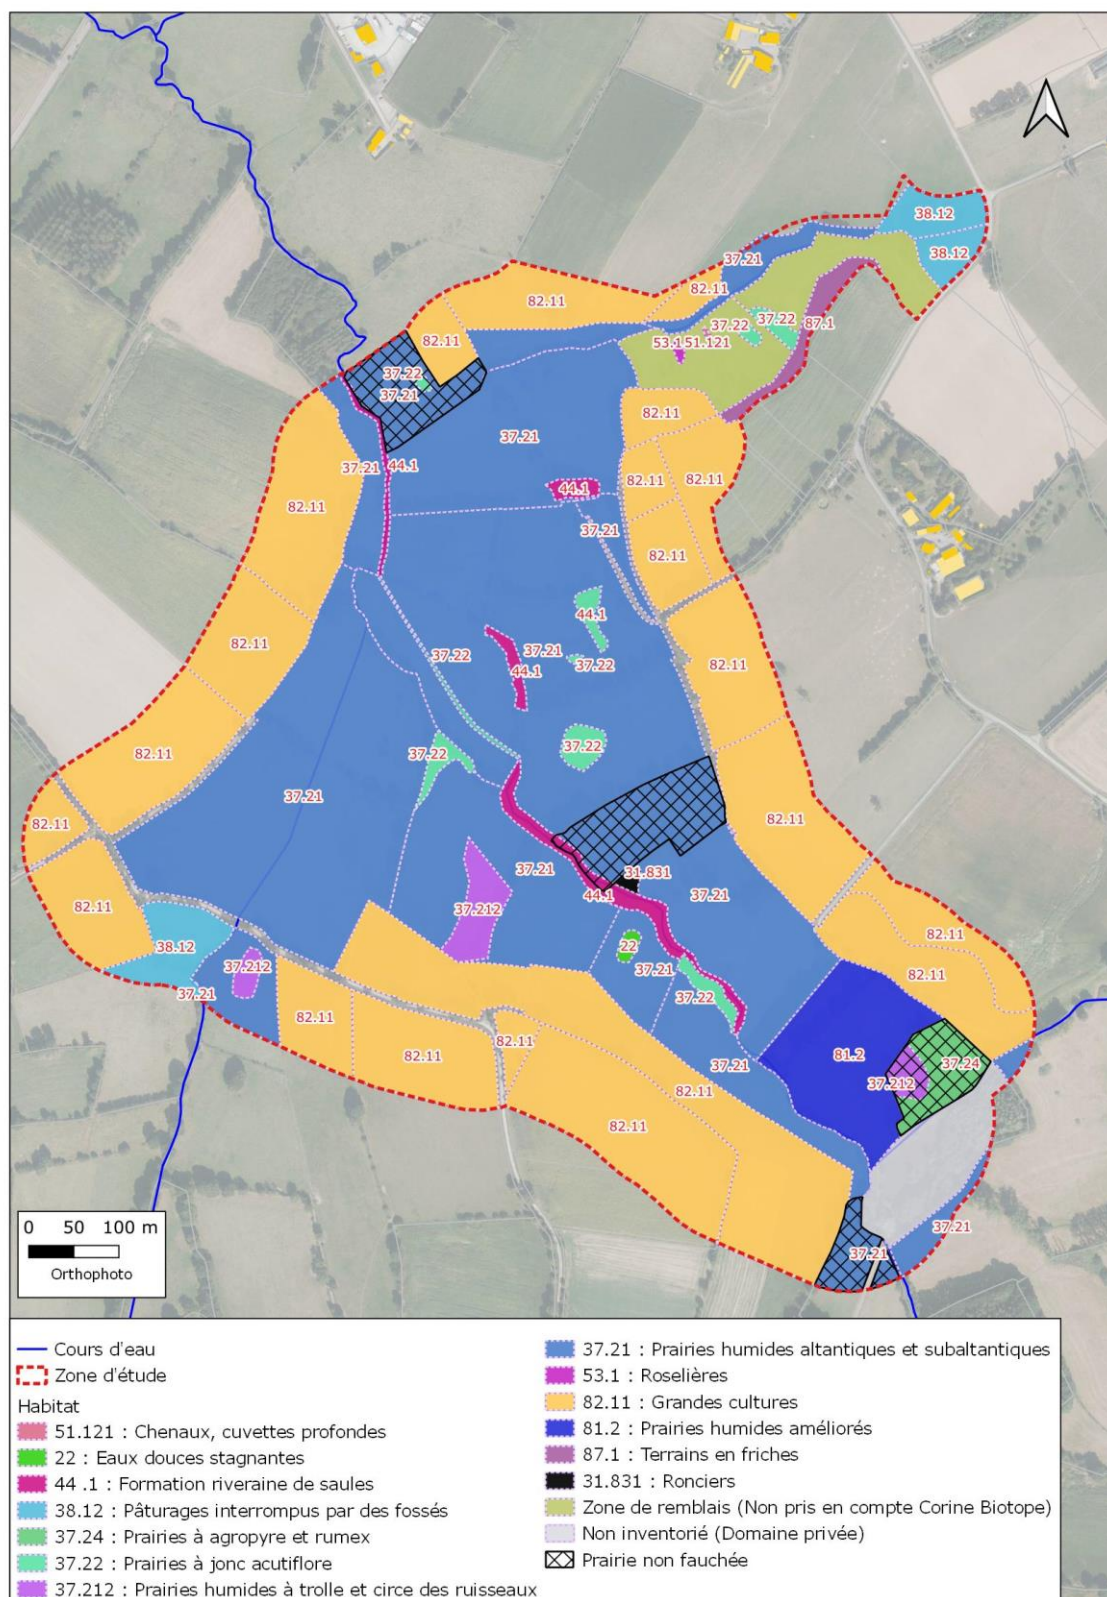 38.12
38.12
37.21
82.11
82.11
37.22
37.22
87.1
53.1
51.121
82.11
37.22
37.21
82.11
37.21
37.21
44.1
82.11
82.11
44.1
82.11
37.21
82.11
44.1
82.11
37.22
37.21
37.22
44.1
82.11
82.11
37.22
37.22
37.21
82.11
82.11
37.21
31.831
44.1
37.21
82.11
37.212
82.11
38.12
22
82.11
37.212
37.21
37.22
37.21
82.11
82.11
82.11
81.2
37.24
37.21
37.212
82.11
82.11
0 50 100 m
Orthophoto
37.21
37.21
Cours d'eau
Zone d'étude
Habitat
51.121 : Chenaux, cuvettes profondes
22 : Eaux douces stagnantes
44 .1 : Formation riveraine de saules
38.12 : Pâturages interrompus par des fossés
37.24 : Prairies à agropyre et rumex
37.22 : Prairies à jonc acutiflore
37.212 : Prairies humides à trolle et circe des ruisseaux
37.21 : Prairies humides altantiques et subaltantiques
53.1 : Roselières
82.11 : Grandes cultures
81.2 : Prairies humides améliorés
87.1 : Terrains en friches
31.831 : Ronciers
Zone de remblais (Non pris en compte Corine Biotope)
Non inventorié (Domaine privée)
Prairie non fauchée